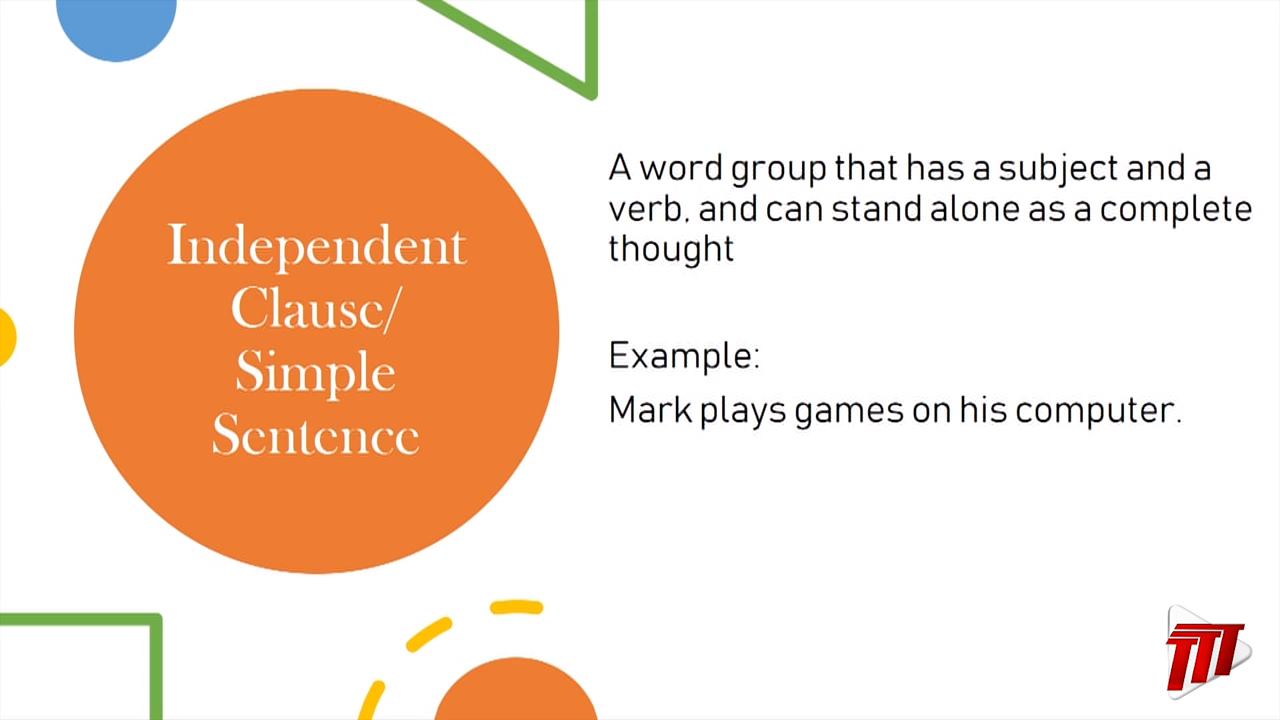 Independent
Clause/
Simple
Sentence
A word group that has a subject and a
verb, and can stand alone as a complete
thought
Example:
Mark plays games on his computer.
TTT